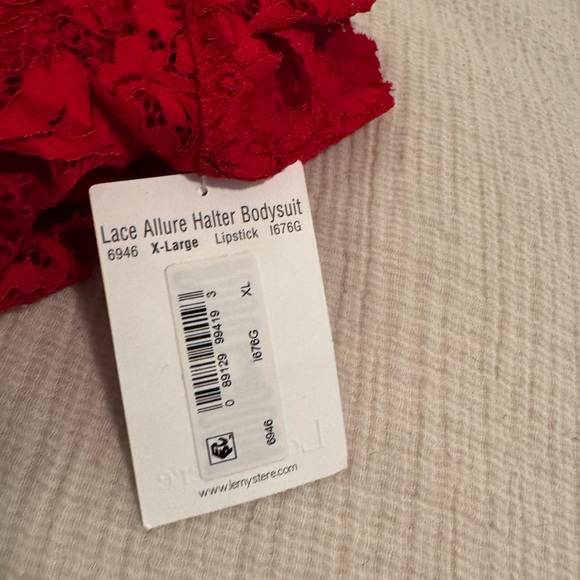 Lace Allure Halter Bodysuit
6946 X-Large Lipstick I676G
0 89129 99419 3
6946 I676G XL
www.lemystere.com